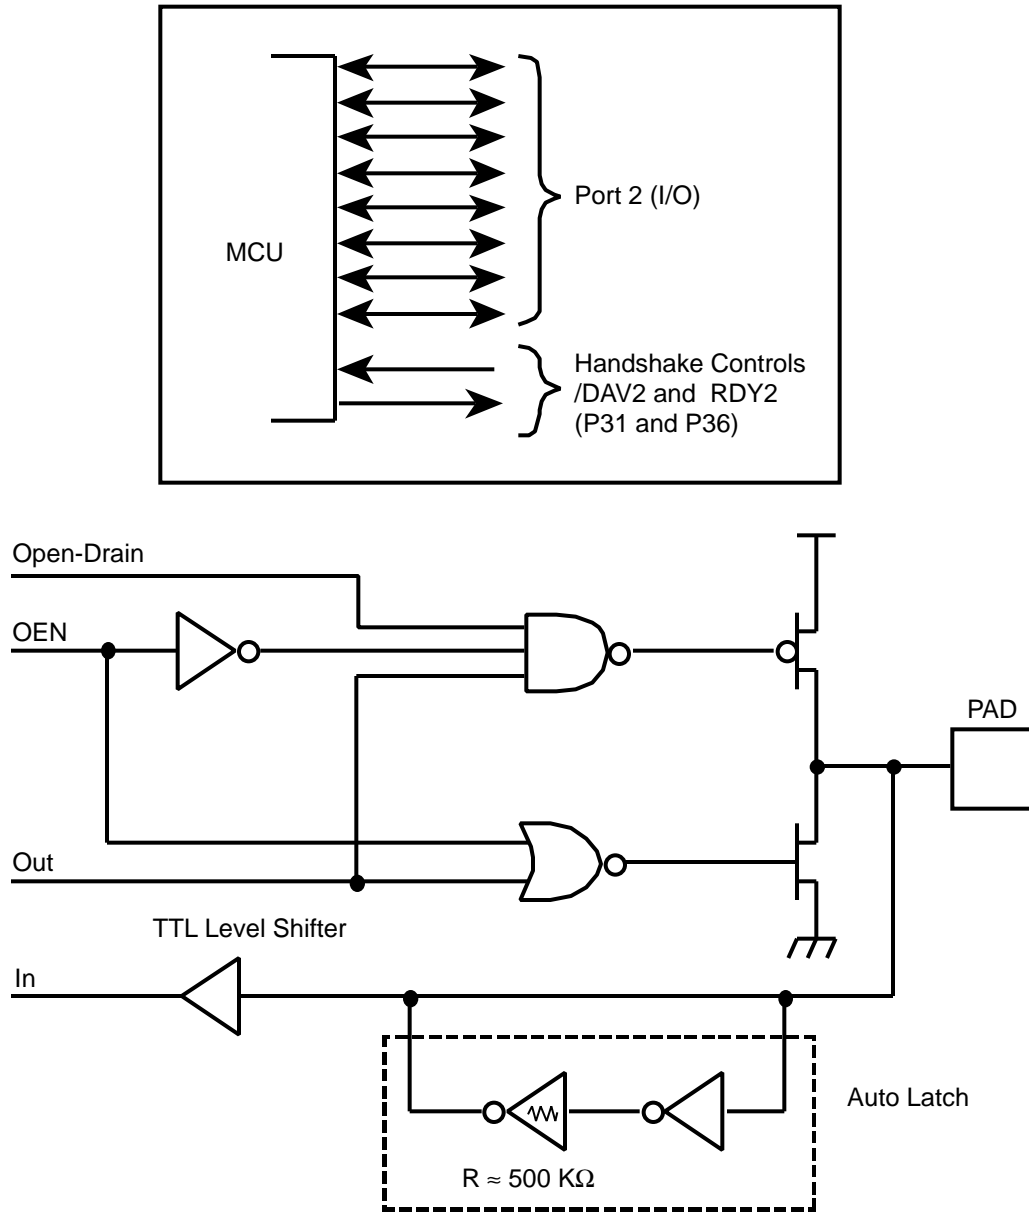 MCU
Port 2 (I/O)
Handshake Controls
/DAV2 and RDY2
(P31 and P36)
Open-Drain
OEN
PAD
Out
TTL Level Shifter
In
Auto Latch
R ≈ 500 KΩ